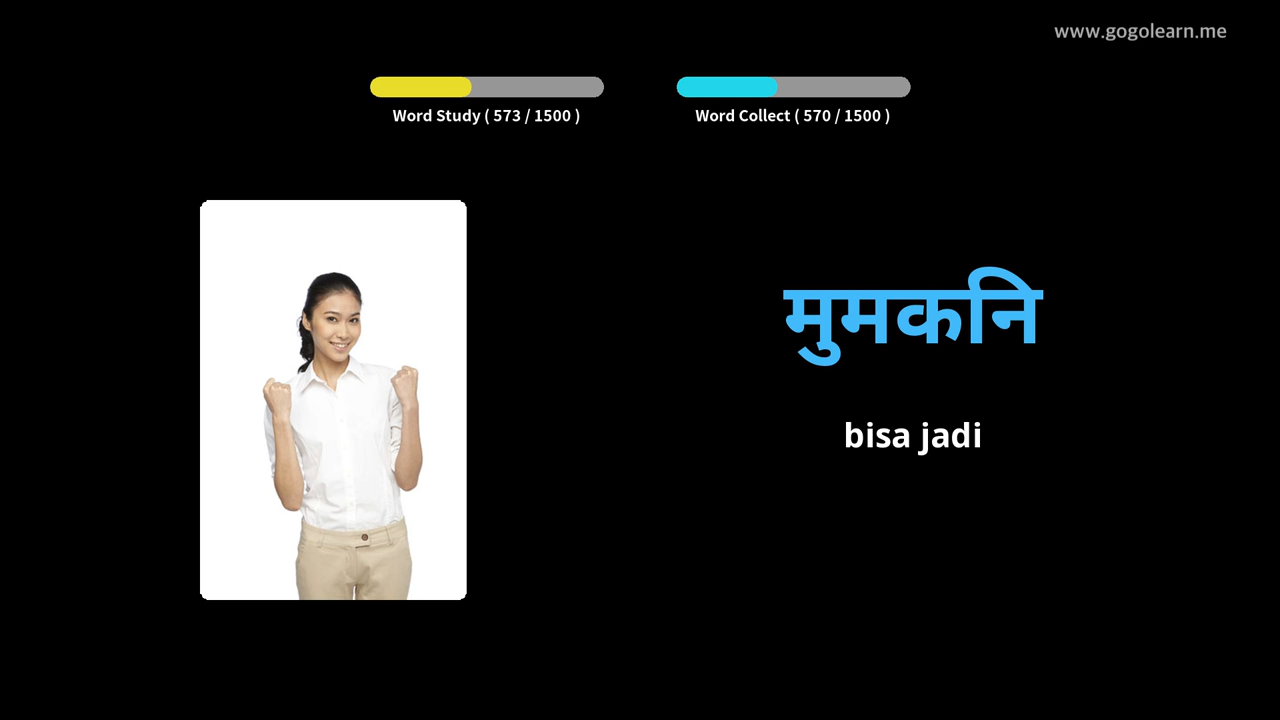 www.gogolearn.me
Word Study ( 573 / 1500 )
Word Collect ( 570 / 1500 )
मुमकिन
bisa jadi